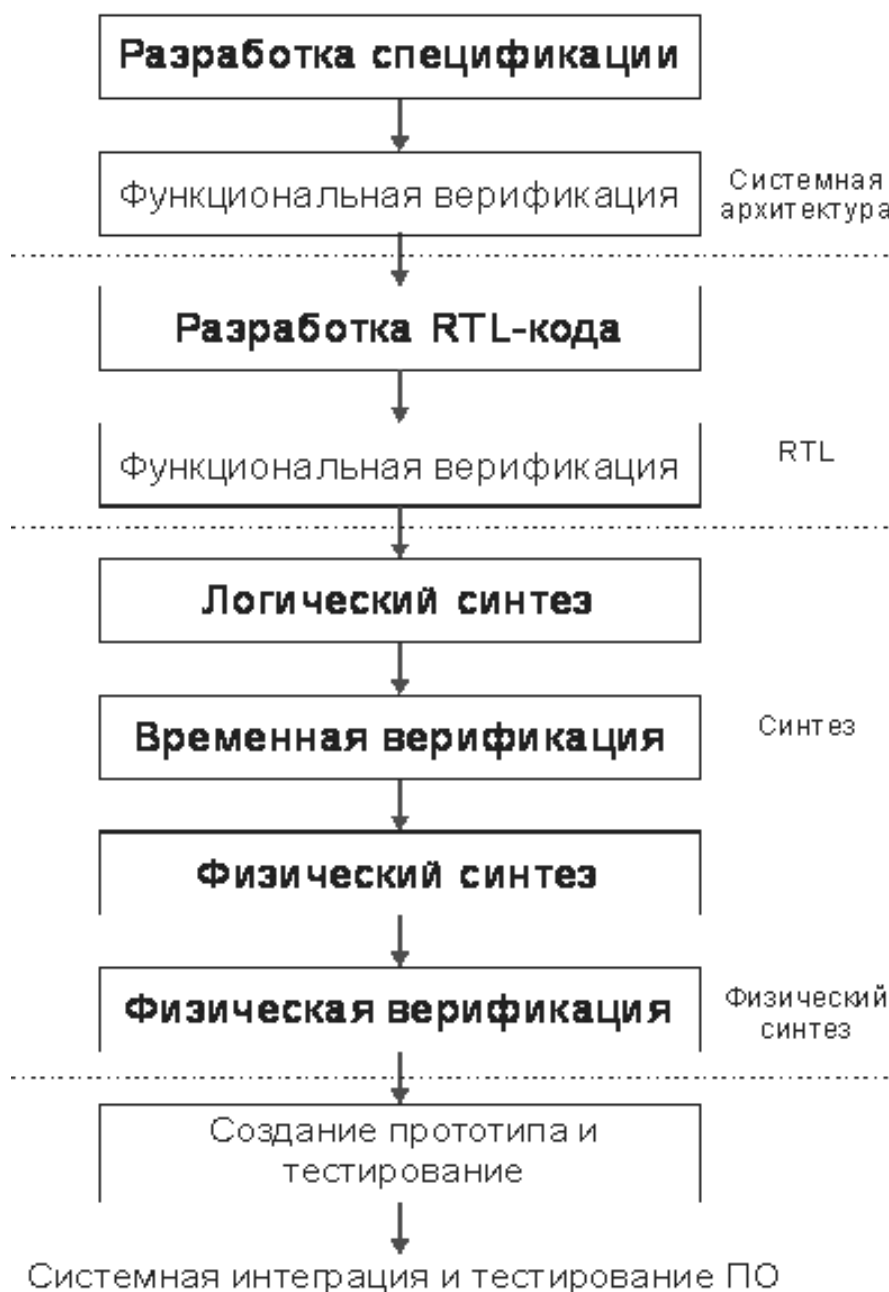 Разработка спецификации
Функциональная верификация
Системная
архитектура
Разработка RTL-кода
Функциональная верификация
RTL
Логический синтез
Временная верификация
Синтез
Физический синтез
Физическая верификация
Физический
синтез
Создание прототипа и
тестирование
Системная интеграция и тестирование ПО